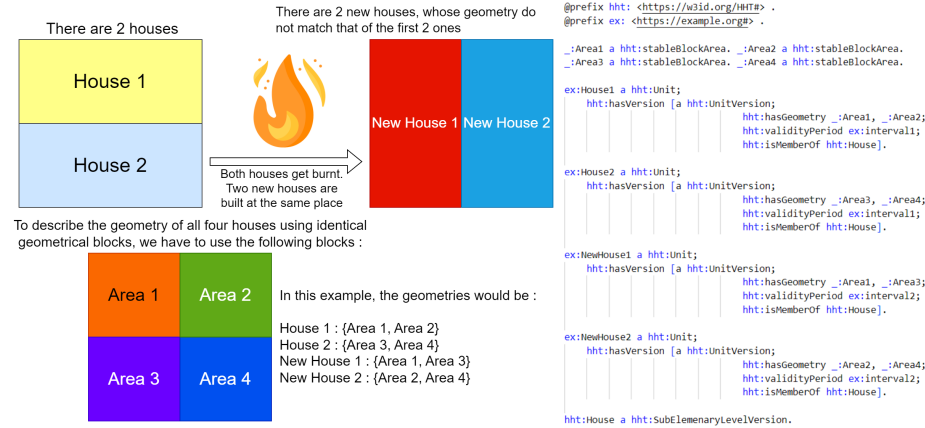 There are 2 houses
House 1
House 2
There are 2 new houses, whose geometry do
not match that of the first 2 ones
New House 1
New House 2
Both houses get burnt.
Two new houses are
built at the same place
To describe the geometry of all four houses using identical
geometrical blocks, we have to use the following blocks :
Area 1
Area 2
Area 3
Area 4
In this example, the geometries would be :
House 1 : {Area 1, Area 2}
House 2 : {Area 3, Area 4}
New House 1 : {Area 1, Area 3}
New House 2 : {Area 2, Area 4}
@prefix hht: <https://w3id.org/HHT#> .
@prefix ex: <https://example.org#> .
_:Area1 a hht:stableBlockArea. _:Area2 a hht:stableBlockArea.
_:Area3 a hht:stableBlockArea. _:Area4 a hht:stableBlockArea.
ex:House1 a hht:Unit;
hht:hasVersion [a hht:UnitVersion;
hht:hasGeometry _:Area1, _:Area2;
hht:validityPeriod ex:interval1;
hht:isMemberOf hht:House].
ex:House2 a hht:Unit;
hht:hasVersion [a hht:UnitVersion;
hht:hasGeometry _:Area3, _:Area4;
hht:validityPeriod ex:interval1;
hht:isMemberOf hht:House].
ex:NewHouse1 a hht:Unit;
hht:hasVersion [a hht:UnitVersion;
hht:hasGeometry _:Area1, _:Area3;
hht:validityPeriod ex:interval2;
hht:isMemberOf hht:House].
ex:NewHouse2 a hht:Unit;
hht:hasVersion [a hht:UnitVersion;
hht:hasGeometry _:Area2, _:Area4;
hht:validityPeriod ex:interval2;
hht:isMemberOf hht:House].
hht:House a hht:SubElemenaryLevelVersion.